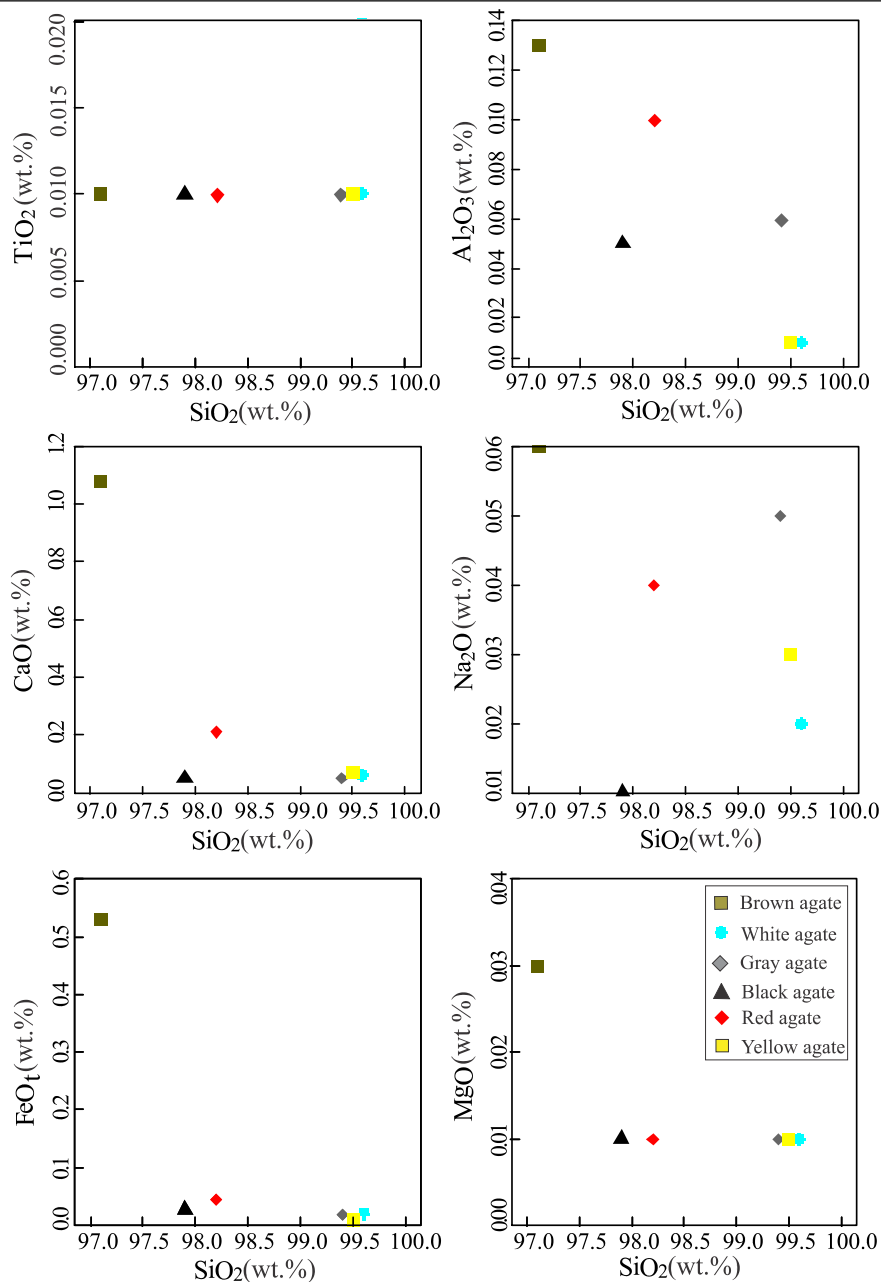 TiO2(wt.%)
0.020
0.015
0.010
0.005
0.000
97.0 97.5 98.0 98.5 99.0 99.5 100.0
SiO2(wt.%)
Al2O3(wt.%)
0.14
0.12
0.10
0.08
0.06
0.04
0.02
0.0
97.0 97.5 98.0 98.5 99.0 99.5 100.0
SiO2(wt.%)
CaO(wt.%)
1.2
1.0
0.8
0.6
0.4
0.2
0.0
97.0 97.5 98.0 98.5 99.0 99.5 100.0
SiO2(wt.%)
Na2O(wt.%)
0.06
0.05
0.04
0.03
0.02
0.01
97.0 97.5 98.0 98.5 99.0 99.5 100.0
SiO2(wt.%)
FeOt(wt.%)
0.6
0.5
0.4
0.3
0.2
0.1
0.0
97.0 97.5 98.0 98.5 99.0 99.5 100.0
SiO2(wt.%)
MgO(wt.%)
0.04
0.03
0.02
0.01
0.00
Brown agate
White agate
Gray agate
Black agate
Red agate
Yellow agate
97.0 97.5 98.0 98.5 99.0 99.5 100.0
SiO2(wt.%)